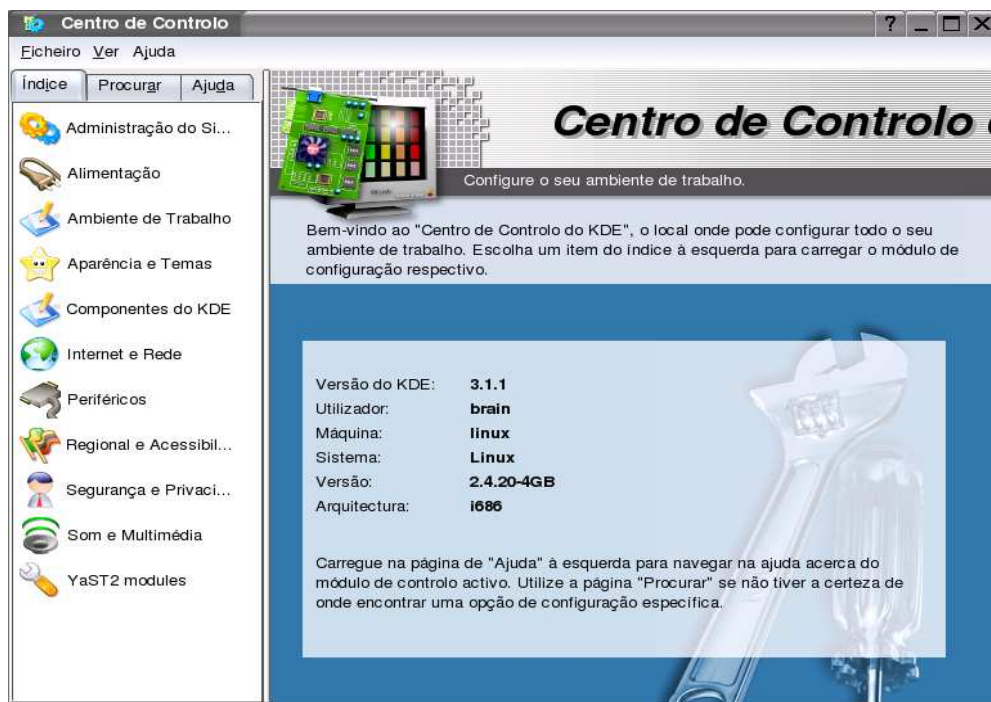 Centro de Controlo
?
Ficheiro Ver Ajuda
Índice Procurar Ajuda
Administração do Si...
Alimentação
Ambiente de Trabalho
Aparência e Temas
Componentes do KDE
Internet e Rede
Periféricos
Regional e Acessibil...
Segurança e Privaci...
Som e Multimédia
YaST2 modules
Centro de Controlo
Configure o seu ambiente de trabalho.
Bem-vindo ao "Centro de Controlo do KDE", o local onde pode configurar todo o seu
ambiente de trabalho. Escolha um item do índice à esquerda para carregar o módulo de
configuração respectivo.
Versão do KDE: 3.1.1
Utilizador: brain
Máquina: linux
Sistema: Linux
Versão: 2.4.20-4GB
Arquitectura: i686
Carregue na página de "Ajuda" à esquerda para navegar na ajuda acerca do
módulo de controlo activo. Utilize a página "Procurar" se não tiver a certeza de
onde encontrar uma opção de configuração específica.